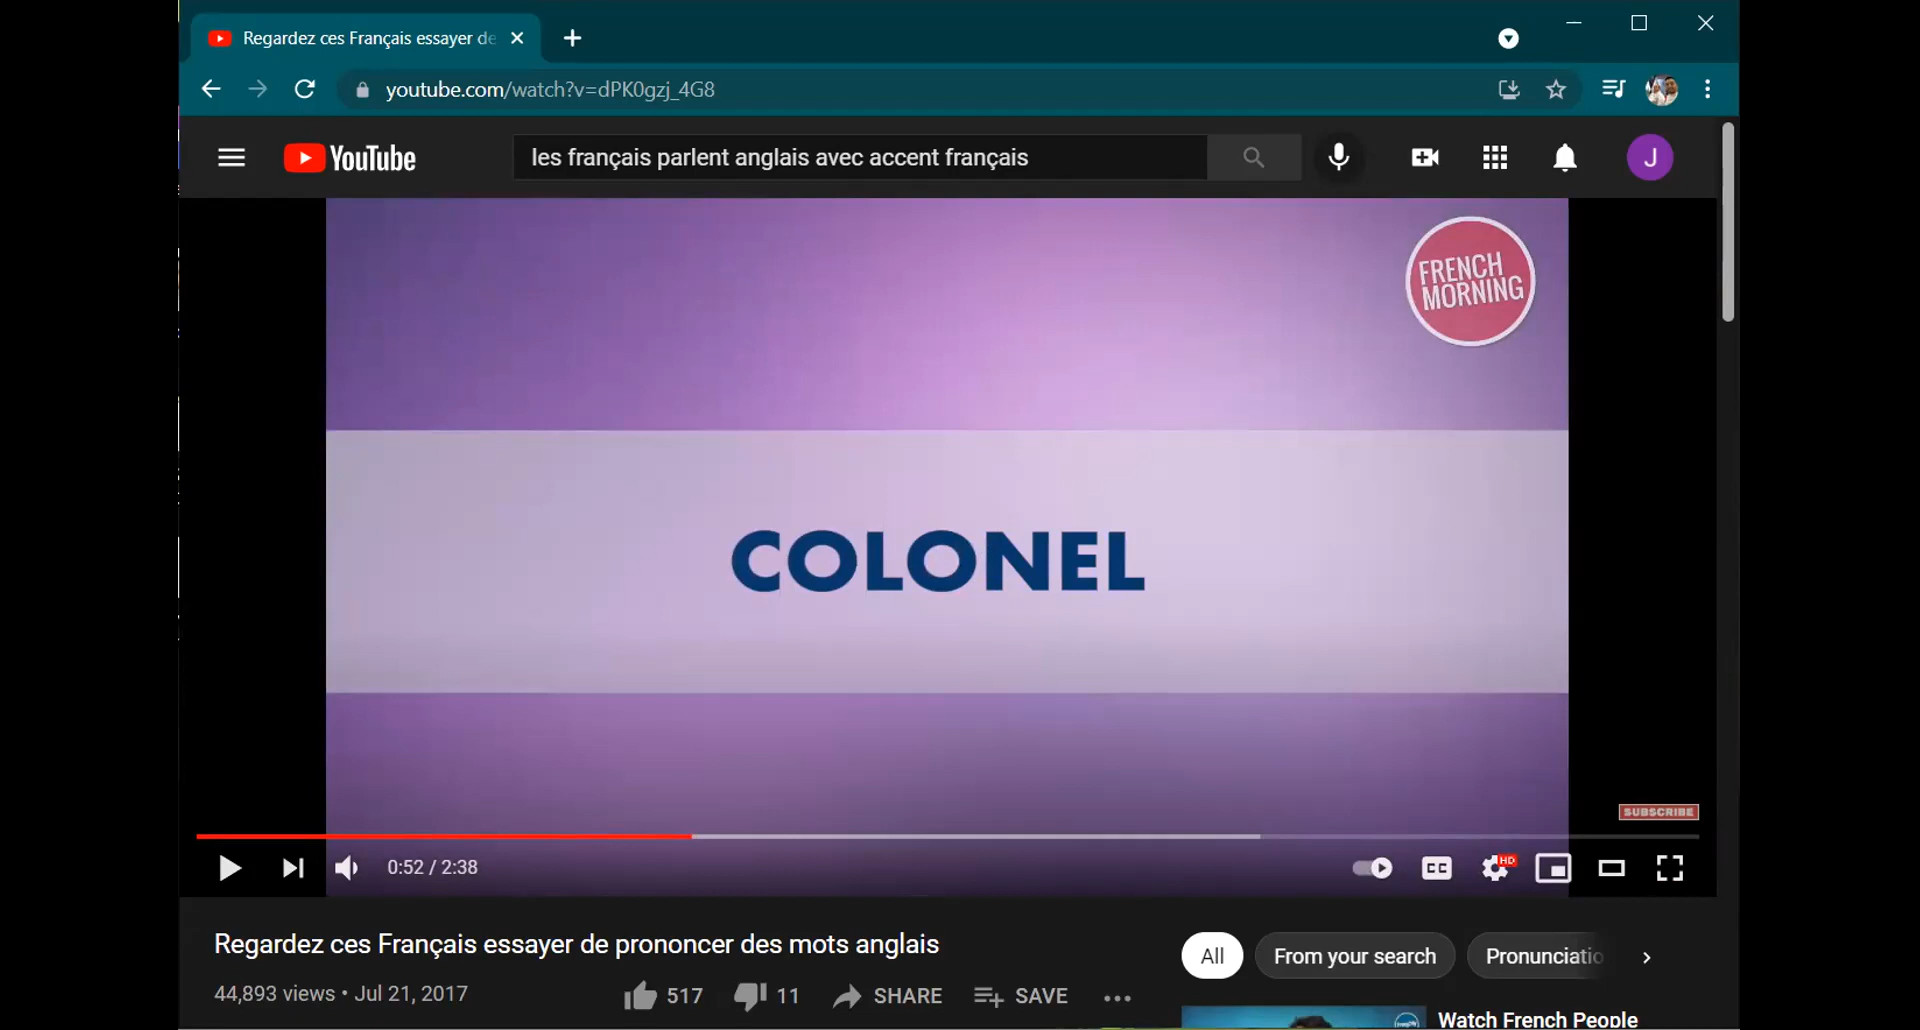 Regardez ces Français essayer de
youtube.com/watch?v=dPK0gzj_4G8
YouTube
les français parlent anglais avec accent français
J
FRENCH
MORNING
COLONEL
SUBSCRIBE
0:52 / 2:38
CC
HD
Regardez ces Français essayer de prononcer des mots anglais
44,893 views • Jul 21, 2017
517
11
SHARE
SAVE
All
From your search
Pronunciatio
Watch French People